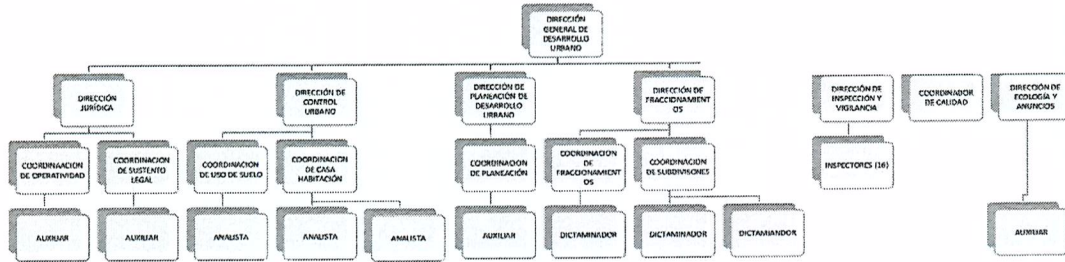 DIRECCIÓN
GENERAL DE
DESARROLLO
URBANO
DIRECCIÓN
JURÍDICA
DIRECCIÓN DE
CONTROL
URBANO
DIRECCIÓN
DE PLANEACIÓN DE
DESARROLLO
URBANO
DIRECCIÓN DE
FRACCIONAMIENT
OS
DIRECCIÓN DE
INSPECCIÓN Y
VIGILANCIA
COORDINADOR
DE CALIDAD
DIRECCIÓN DE
ECOLOGÍA Y
ANUNCIOS
COORDINAACION
DE OPERATIVIDAD
COORDINACION
DE SUSTENTO
LEGAL
COORDINACION
DE USO DE SUELO
COORDINACION
DE CASA
HABITACIÓN
COORDINACION
DE PLANEACIÓN
COORDINACION
DE
FRACCIONAMIENT
OS
COORDINACION
DE SUBDIVISONES
INSPECTORES (16)
AUXILIAR
AUXILIAR
ANALISTA
ANALISTA
ANALISTA
AUXILIAR
DICTAMINADOR
DICTAMINADOR
DICTAMIANDOR
AUXILIAR